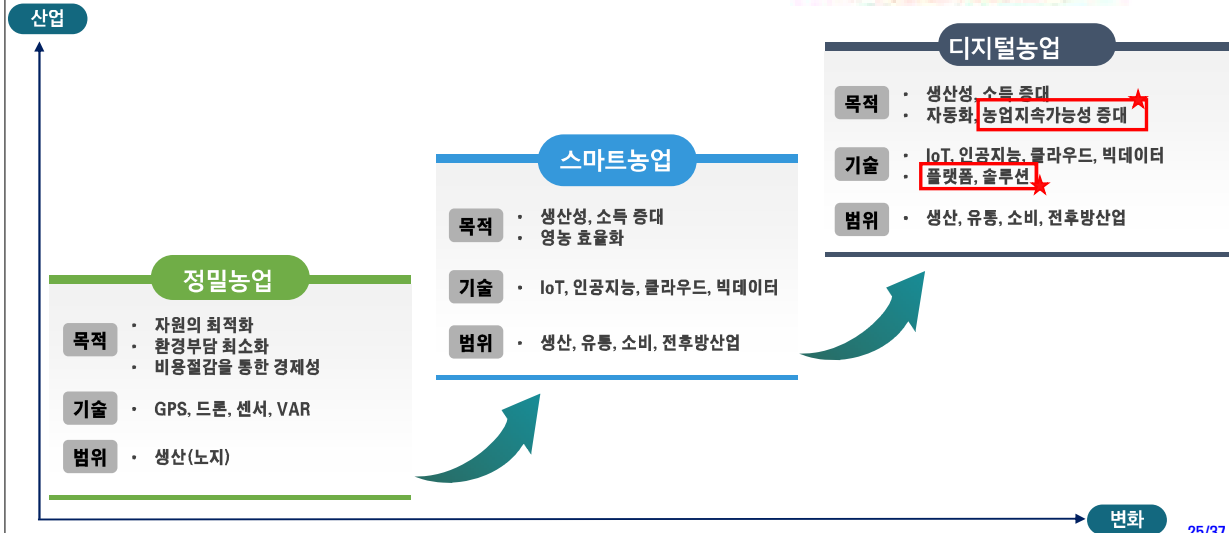 산업
디지털농업
목적
• 생산성, 소득 증대
• 자동화, 농업지속가능성 증대
기술
• IoT, 인공지능, 클라우드, 빅데이터
• 플랫폼, 솔루션
범위
• 생산, 유통, 소비, 전후방산업
스마트농업
목적
• 생산성, 소득 증대
• 영농 효율화
기술
• IoT, 인공지능, 클라우드, 빅데이터
범위
• 생산, 유통, 소비, 전후방산업
정밀농업
목적
• 자원의 최적화
• 환경부담 최소화
• 비용절감을 통한 경제성
기술
• GPS, 드론, 센서, VAR
범위
• 생산(노지)
변화
25/37